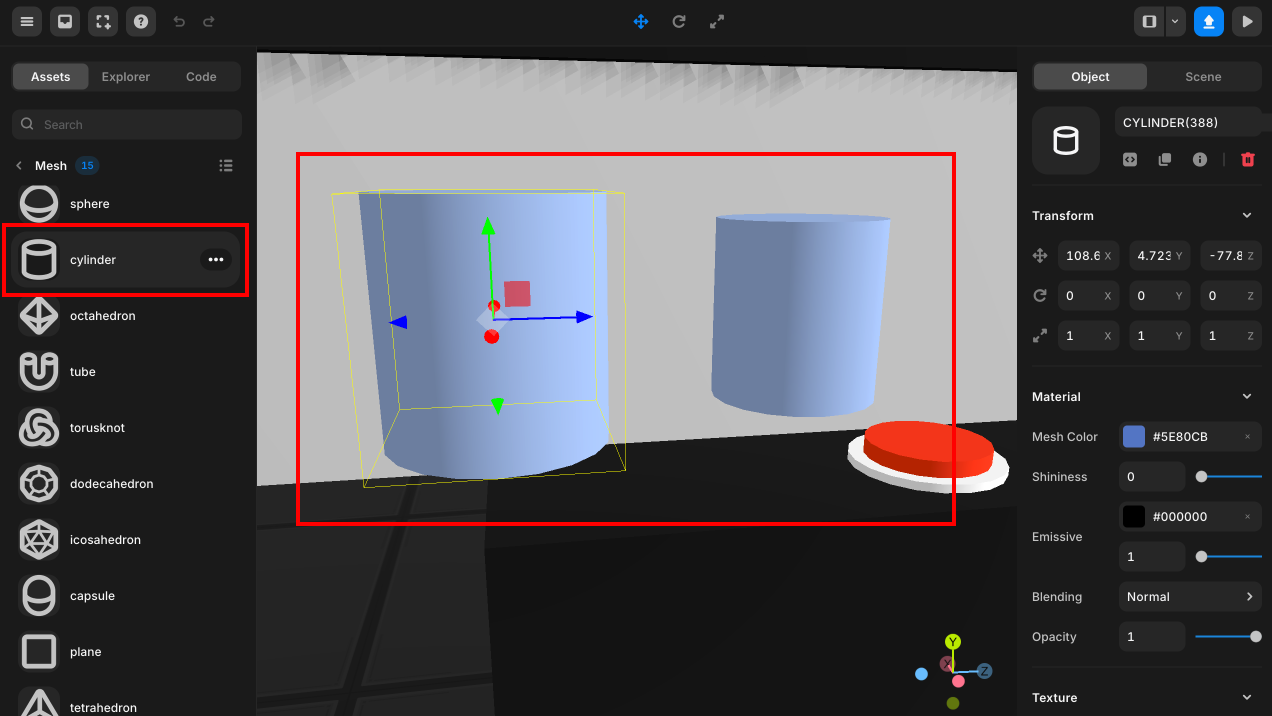 Assets Explorer Code
Search
Mesh 15
sphere
cylinder
octahedron
tube
torusknot
dodecahedron
icosahedron
capsule
plane
tetrahedron
Y
X
Z
Object Scene
CYLINDER(388)
Transform
108.6 X 4.723 Y -77.8 Z
0 X 0 Y 0 Z
1 X 1 Y 1 Z
Material
Mesh Color #5E80CB ×
Shininess 0
#000000 ×
Emissive
1
Blending Normal
Opacity 1
Texture